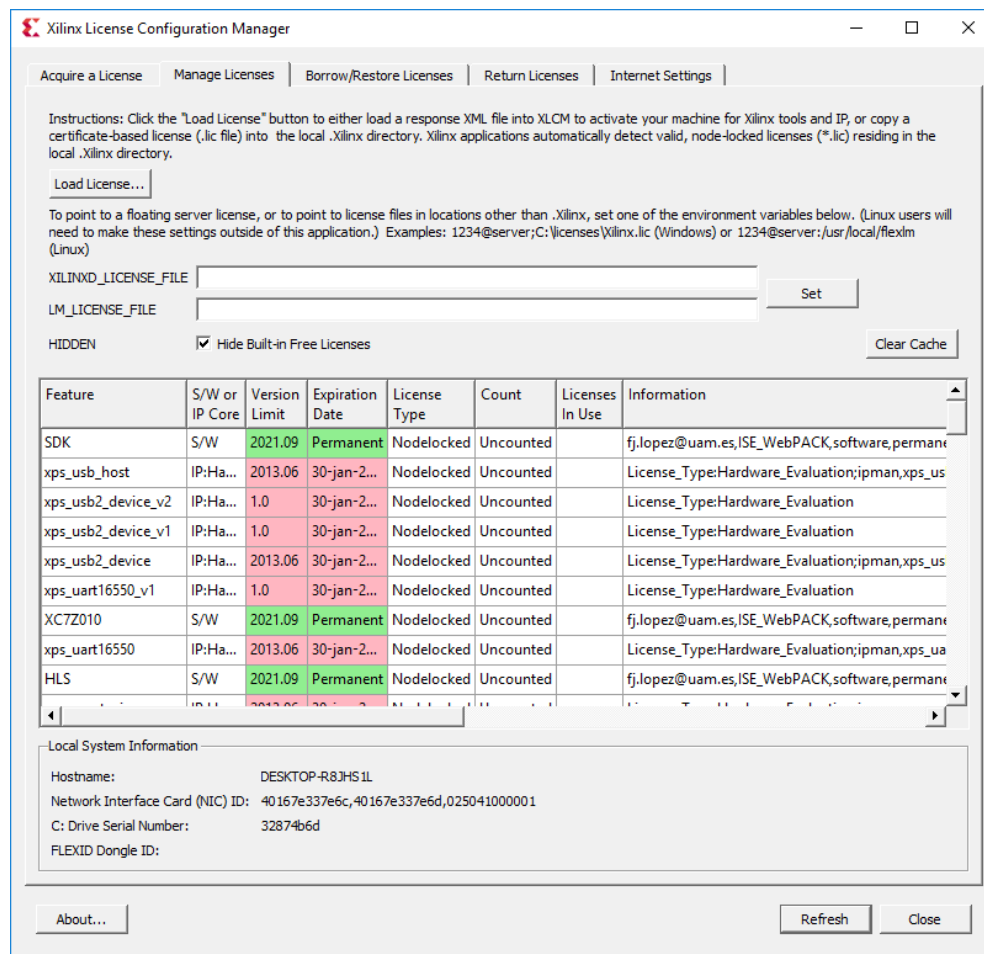 Xilinx License Configuration Manager
Acquire a License Manage Licenses Borrow/Restore Licenses Return Licenses Internet Settings
Instructions: Click the "Load License" button to either load a response XML file into XLCM to activate your machine for Xilinx tools and IP, or copy a
certificate-based license (.lic file) into the local .Xilinx directory. Xilinx applications automatically detect valid, node-locked licenses (*.lic) residing in the
local .Xilinx directory.
Load License...
To point to a floating server license, or to point to license files in locations other than .Xilinx, set one of the environment variables below. (Linux users will
need to make these settings outside of this application.) Examples: 1234@server;C:\licenses\Xilinx.lic (Windows) or 1234@server:/usr/local/flexlm
(Linux)
XILINXD_LICENSE_FILE
Set
LM_LICENSE_FILE
HIDDEN Hide Built-in Free Licenses Clear Cache
Feature S/W or Version Expiration License Count Licenses Information
IP Core Limit Date Type In Use
SDK S/W 2021.09 Permanent Nodelocked Uncounted fj.lopez@uam.es,ISE_WebPACK,software,permane
xps_usb_host IP:Ha... 2013.06 30-jan-2... Nodelocked Uncounted License_Type:Hardware_Evaluation;ipman,xps_us
xps_usb2_device_v2 IP:Ha... 1.0 30-jan-2... Nodelocked Uncounted License_Type:Hardware_Evaluation
xps_usb2_device_v1 IP:Ha... 1.0 30-jan-2... Nodelocked Uncounted License_Type:Hardware_Evaluation
xps_usb2_device IP:Ha... 2013.06 30-jan-2... Nodelocked Uncounted License_Type:Hardware_Evaluation;ipman,xps_us
xps_uart16550_v1 IP:Ha... 1.0 30-jan-2... Nodelocked Uncounted License_Type:Hardware_Evaluation
XC7Z010 S/W 2021.09 Permanent Nodelocked Uncounted fj.lopez@uam.es,ISE_WebPACK,software,permane
xps_uart16550 IP:Ha... 2013.06 30-jan-2... Nodelocked Uncounted License_Type:Hardware_Evaluation;ipman,xps_ua
HLS S/W 2021.09 Permanent Nodelocked Uncounted fj.lopez@uam.es,ISE_WebPACK,software,permane
Local System Information
Hostname: DESKTOP-R8JHS1L
Network Interface Card (NIC) ID: 40167e337e6c,40167e337e6d,025041000001
C: Drive Serial Number: 32874b6d
FLEXID Dongle ID:
About... Refresh Close